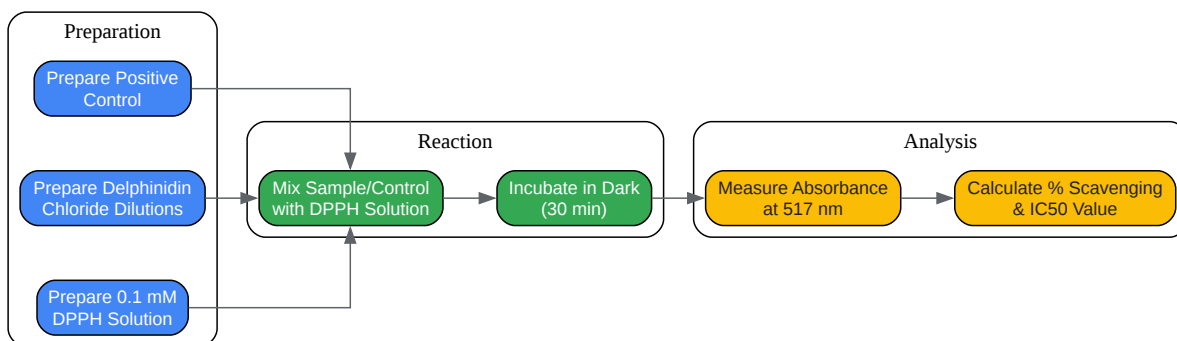 Preparation
Prepare Positive
Control
Prepare Delphinidin
Chloride Dilutions
Prepare 0.1 mM
DPPH Solution
Reaction
Mix Sample/Control
with DPPH Solution
Incubate in Dark
(30 min)
Analysis
Measure Absorbance
at 517 nm
Calculate % Scavenging
& IC50 Value